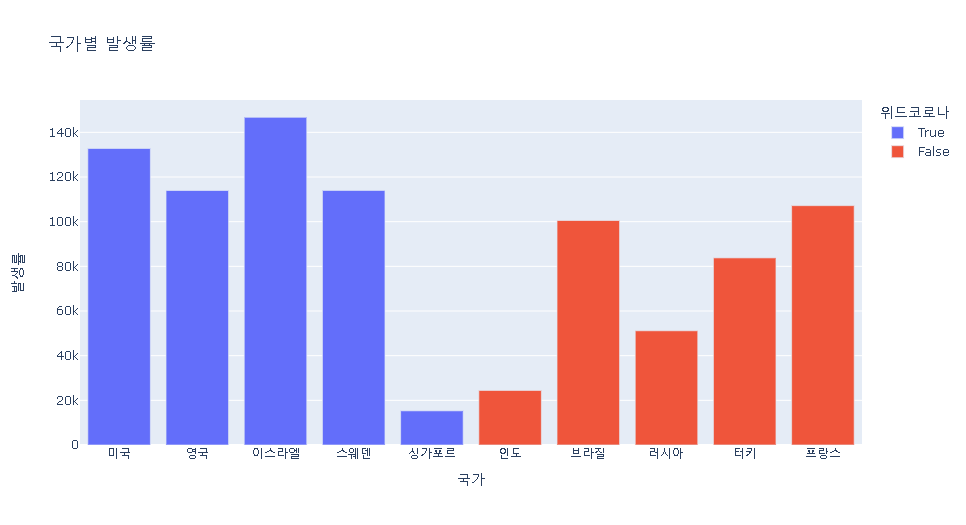 국가별 발생률
위드코로나
True
False
140k
120k
100k
80k
60k
40k
20k
0
발생률
미국 영국 이스라엘 스웨덴 싱가포르 인도 브라질 러시아 터키 프랑스
국가